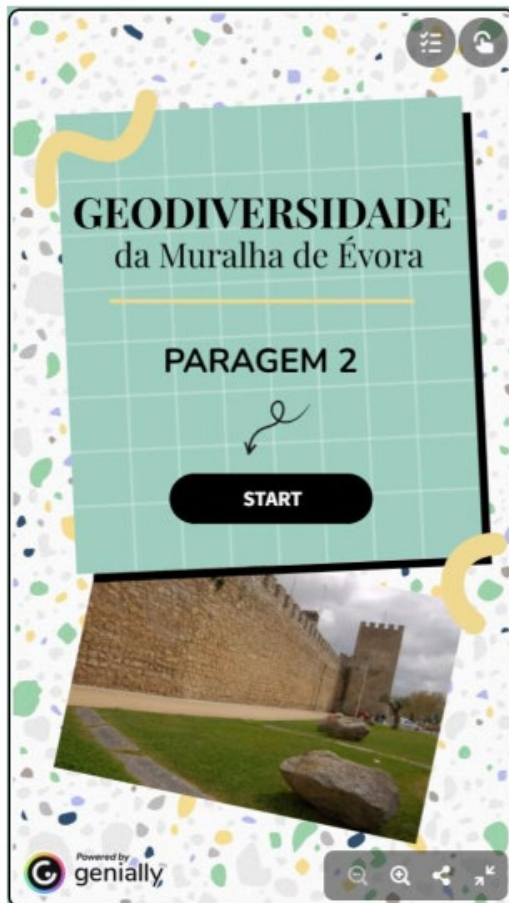 GEODIVERSIDADE
da Muralha de Évora
PARAGEM 2
START
Powered by
genially